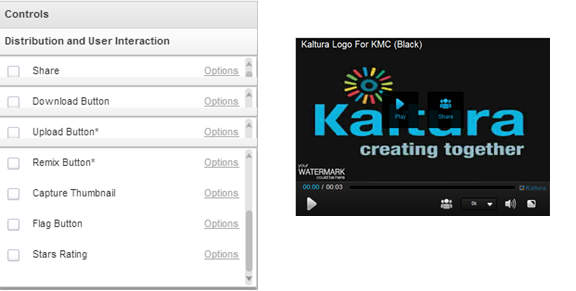 Controls
Distribution and User Interaction
Share Options
Download Button Options
Upload Button* Options
Remix Button* Options
Capture Thumbnail Options
Flag Button Options
Stars Rating Options
Kaltura Logo For KMC (Black)
Play Share
Kaltura
creating together
your
WATERMARK
could be here
00:00 / 00:03 Kaltura